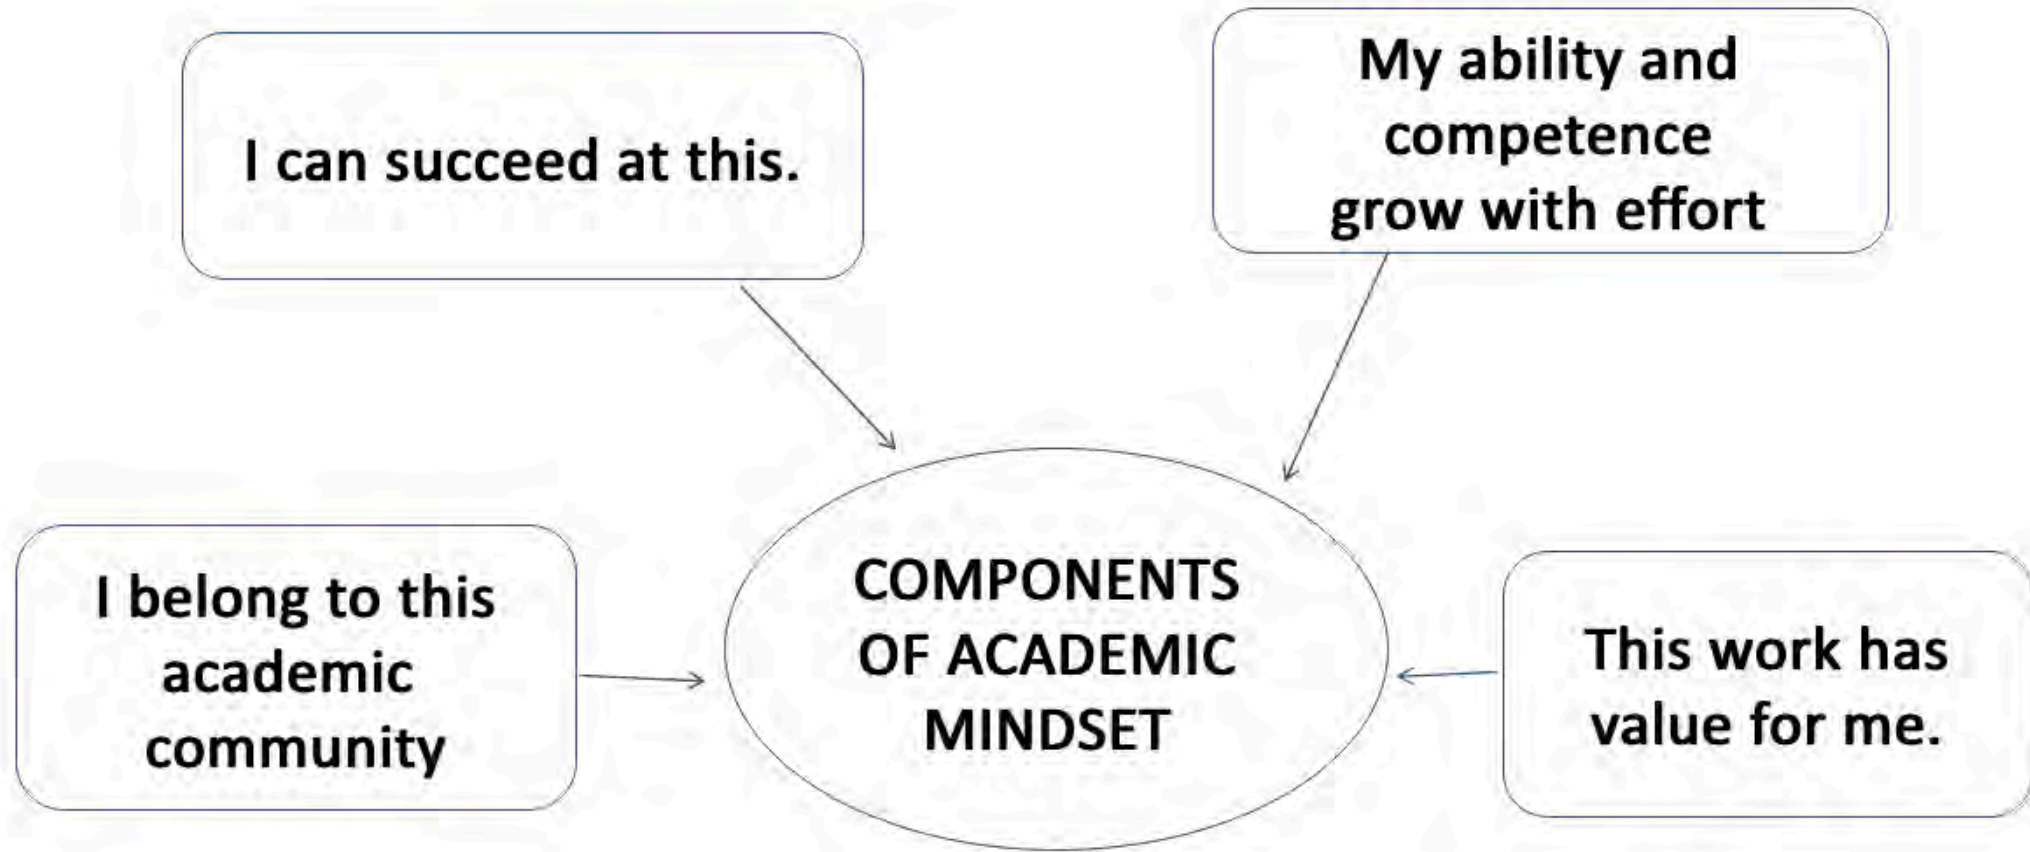 I can succeed at this.
My ability and
competence
grow with effort
I belong to this
academic
community
COMPONENTS
OF ACADEMIC
MINDSET
This work has
value for me.